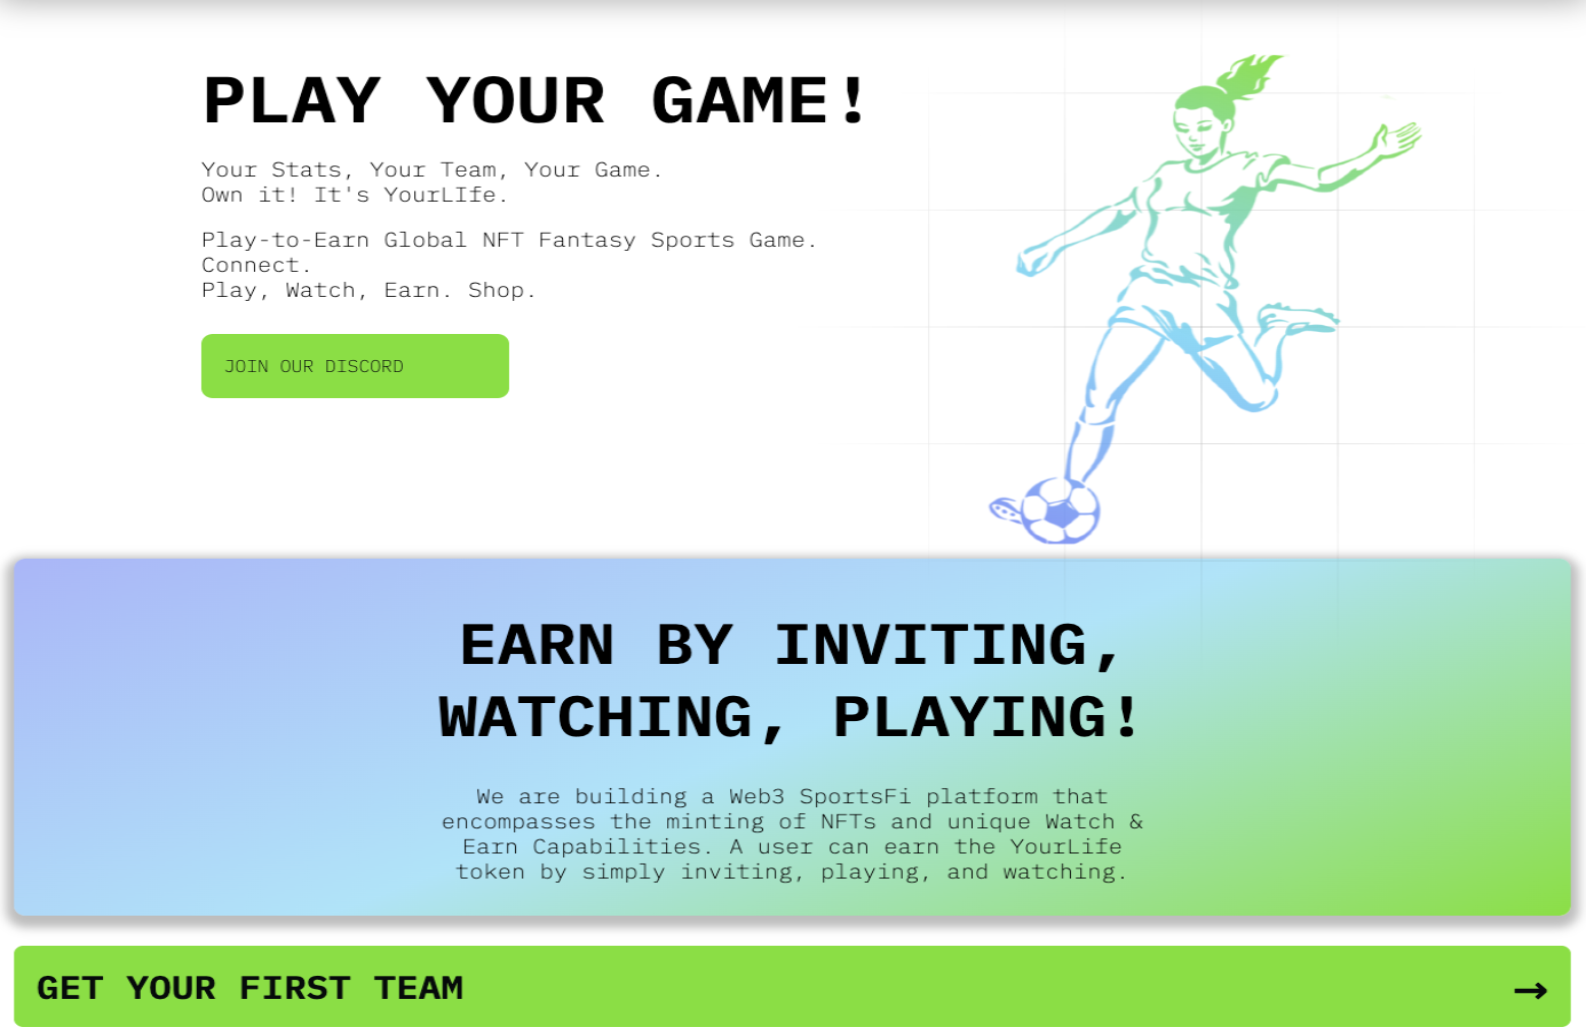 PLAY YOUR GAME!
Your Stats, Your Team, Your Game.
Own it! It's YourLIfe.
Play-to-Earn Global NFT Fantasy Sports Game.
Connect.
Play, Watch, Earn. Shop.
JOIN OUR DISCORD
EARN BY INVITING,
WATCHING, PLAYING!
We are building a Web3 SportsFi platform that
encompasses the minting of NFTs and unique Watch &
Earn Capabilities. A user can earn the YourLife
token by simply inviting, playing, and watching.
GET YOUR FIRST TEAM →